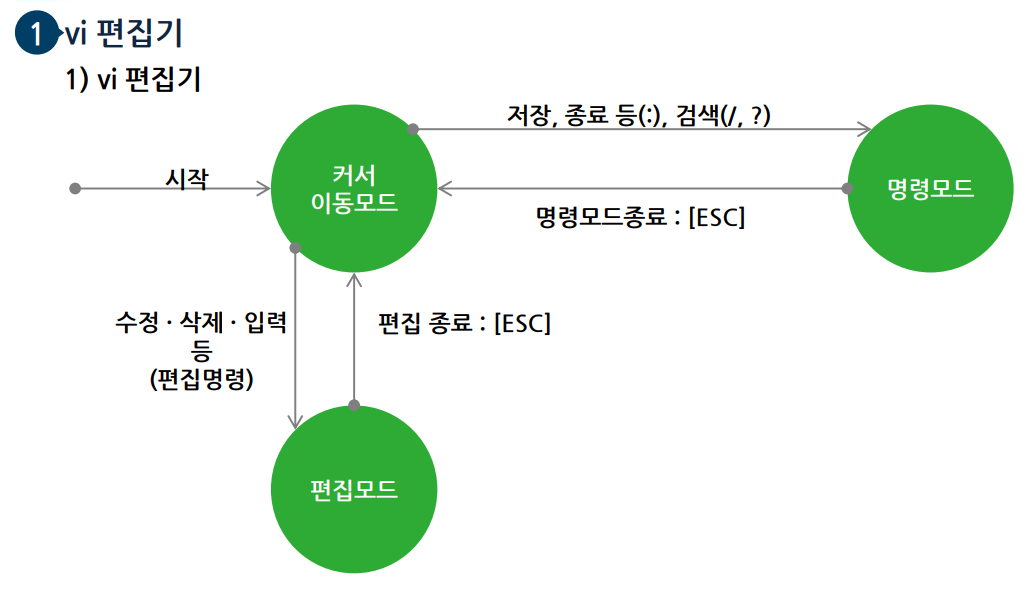 1 vi 편집기
1) vi 편집기
저장, 종료 등(:), 검색(/, ?)
시작
커서
이동모드
명령모드
명령모드종료 : [ESC]
수정 · 삭제 · 입력
등
(편집명령)
편집 종료 : [ESC]
편집모드